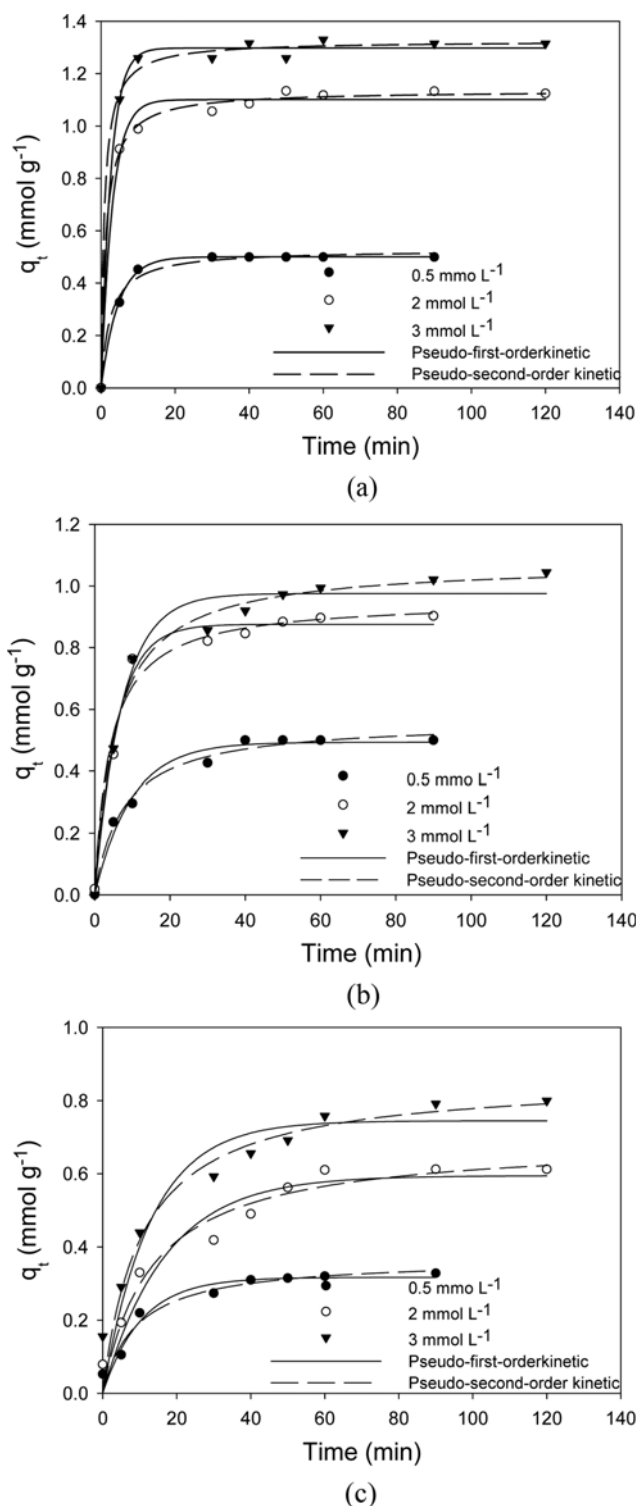 1.4
1.2
1.0
0.8
0.6
0.4
0.2
0.0
qt (mmol g-1)
0.5 mmo L-1
2 mmol L-1
3 mmol L-1
Pseudo-first-orderkinetic
Pseudo-second-order kinetic
0 20 40 60 80 100 120 140
Time (min)
(a)
1.2
1.0
0.8
0.6
0.4
0.2
0.0
qt (mmol g-1)
0.5 mmo L-1
2 mmol L-1
3 mmol L-1
Pseudo-first-orderkinetic
Pseudo-second-order kinetic
0 20 40 60 80 100 120 140
Time (min)
(b)
1.0
0.8
0.6
0.4
0.2
0.0
qt (mmol g-1)
0.5 mmo L-1
2 mmol L-1
3 mmol L-1
Pseudo-first-orderkinetic
Pseudo-second-order kinetic
0 20 40 60 80 100 120 140
Time (min)
(c)